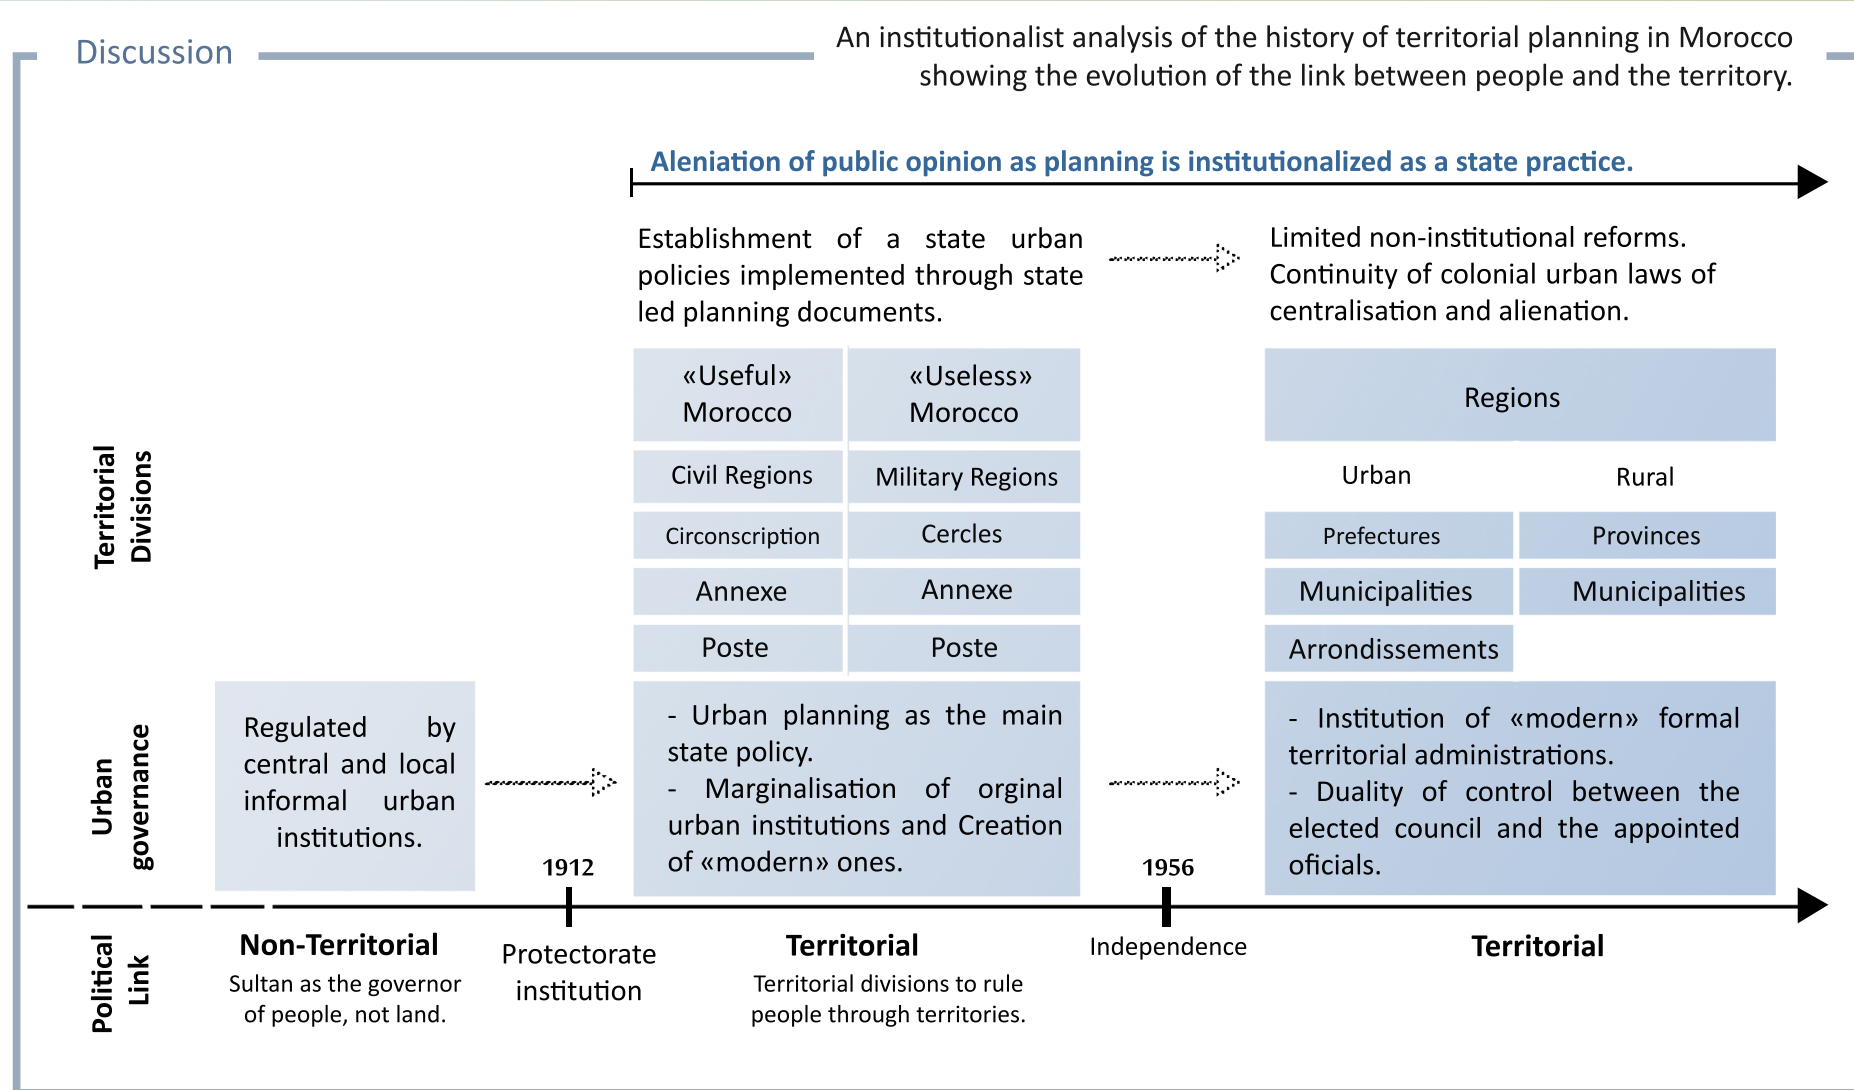 Discussion
An institutionalist analysis of the history of territorial planning in Morocco
showing the evolution of the link between people and the territory.
Aleniation of public opinion as planning is institutionalized as a state practice.
Establishment of a state urban
policies implemented through state
led planning documents.
Limited non-institutional reforms.
Continuity of colonial urban laws of
centralisation and alienation.
Territorial
Divisions
«Useful»
Morocco
«Useless»
Morocco
Regions
Civil Regions
Military Regions
Urban
Rural
Circonscription
Cercles
Prefectures
Provinces
Annexe
Annexe
Municipalities
Municipalities
Poste
Poste
Arrondissements
Urban
governance
Regulated by
central and local
informal urban
institutions.
- Urban planning as the main
state policy.
- Marginalisation of orginal
urban institutions and Creation
of «modern» ones.
- Institution of «modern» formal
territorial administrations.
- Duality of control between the
elected council and the appointed
oficials.
1912
1956
Political
Link
Non-Territorial
Sultan as the governor
of people, not land.
Protectorate
institution
Territorial
Territorial divisions to rule
people through territories.
Independence
Territorial